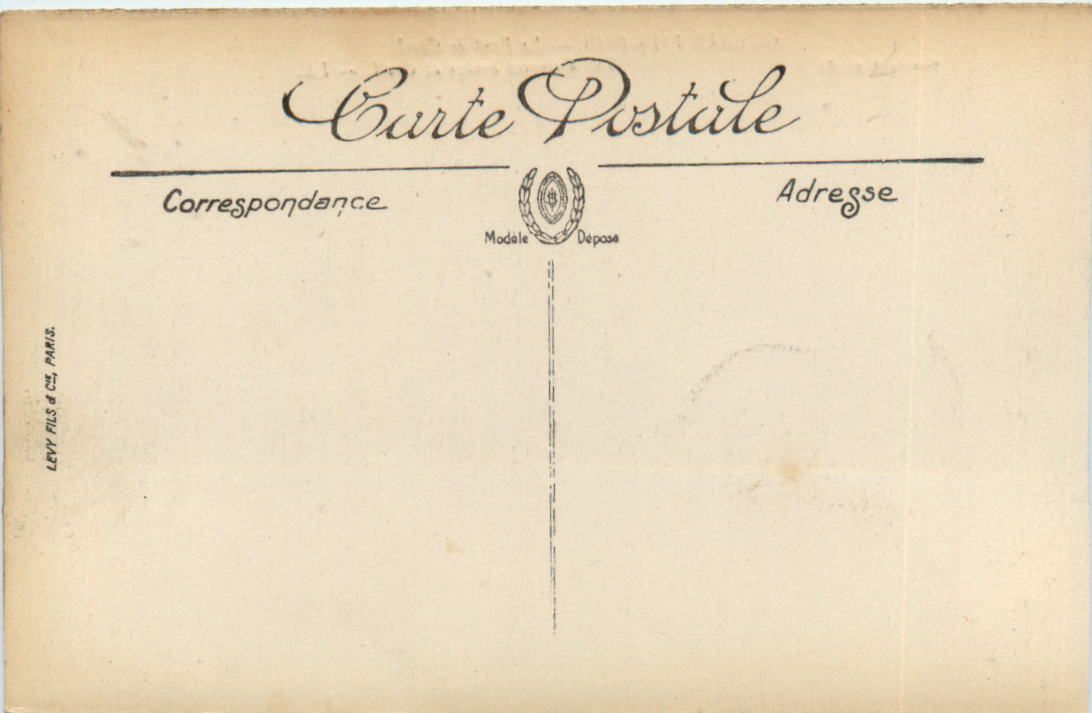 Carte Postale
Correspondance
Adresse
Modèle Déposé
LEVY FILS & Cie, PARIS.